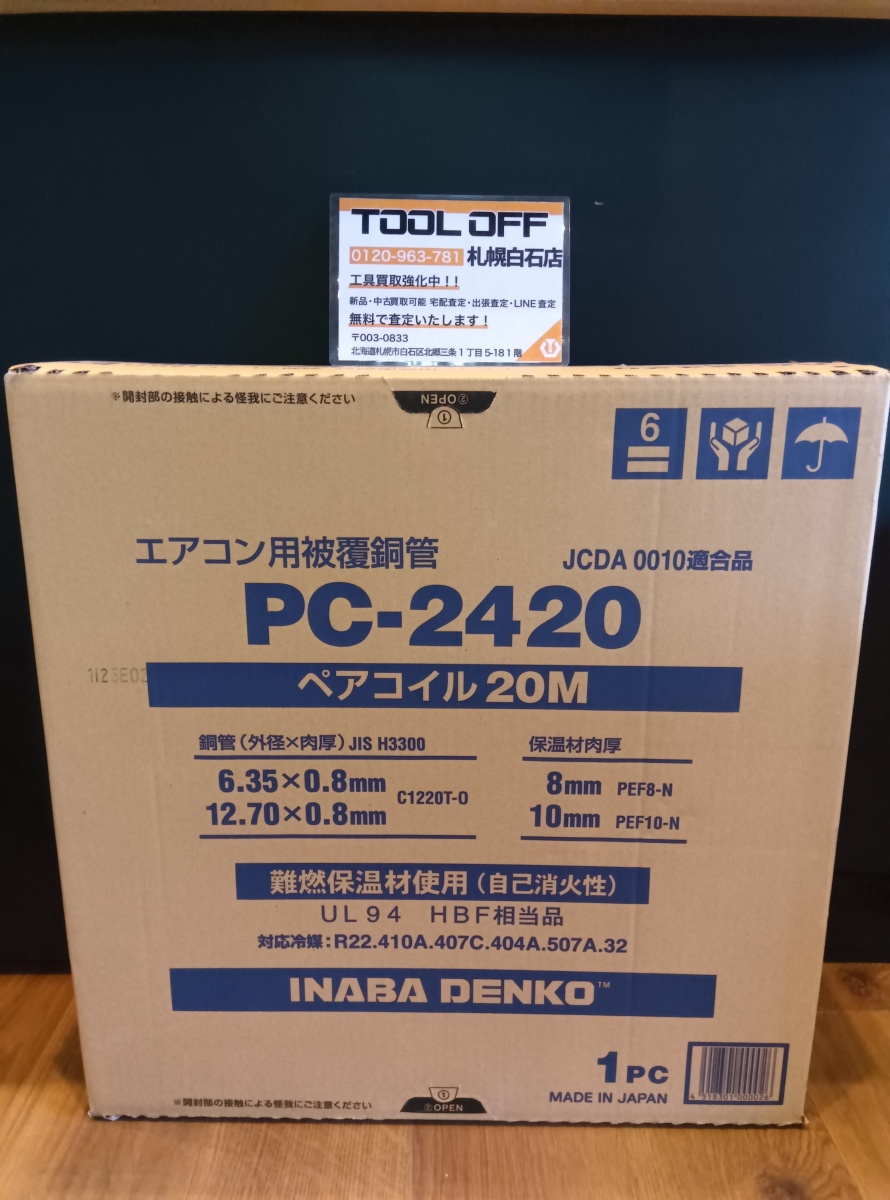 TOOL OFF
0120-963-781 札幌白石店
工具買取強化中！！
新品・中古買取可能 宅配査定・出張査定・LINE査定
無料で査定いたします！
〒003-0833
北海道札幌市白石区北郷三条1丁目5-18 1階
※開封部の接触による怪我にご注意ください
②OPEN
①
6
エアコン用被覆銅管
JCDA 0010適合品
PC-2420
ペアコイル 20M
銅管（外径×肉厚）JIS H3300
6.35×0.8mm
12.70×0.8mm
C1220T-O
保温材肉厚
8mm PEF8-N
10mm PEF10-N
難燃保温材使用（自己消火性）
UL94 HBF相当品
対応冷媒：R22.410A.407C.404A.507A.32
INABA DENKO™
1PC
MADE IN JAPAN
※開封部の接触による怪我にご注意ください
①
②OPEN